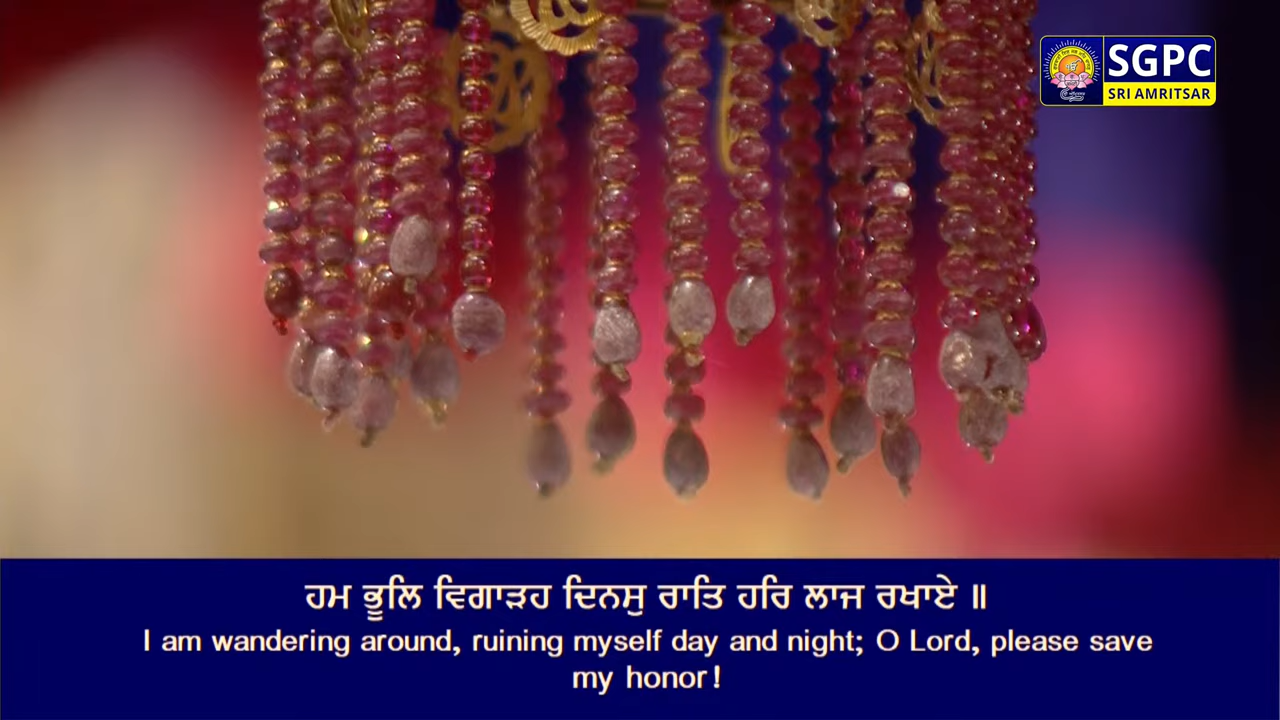 SGPC
SRI AMRITSAR
ਹਮ ਭੂਲਿ ਵਿਗਾੜਹ ਦਿਨਸੁ ਰਾਤਿ ਹਰਿ ਲਾਜ ਰਖਾਏ ॥
I am wandering around, ruining myself day and night; O Lord, please save
my honor!